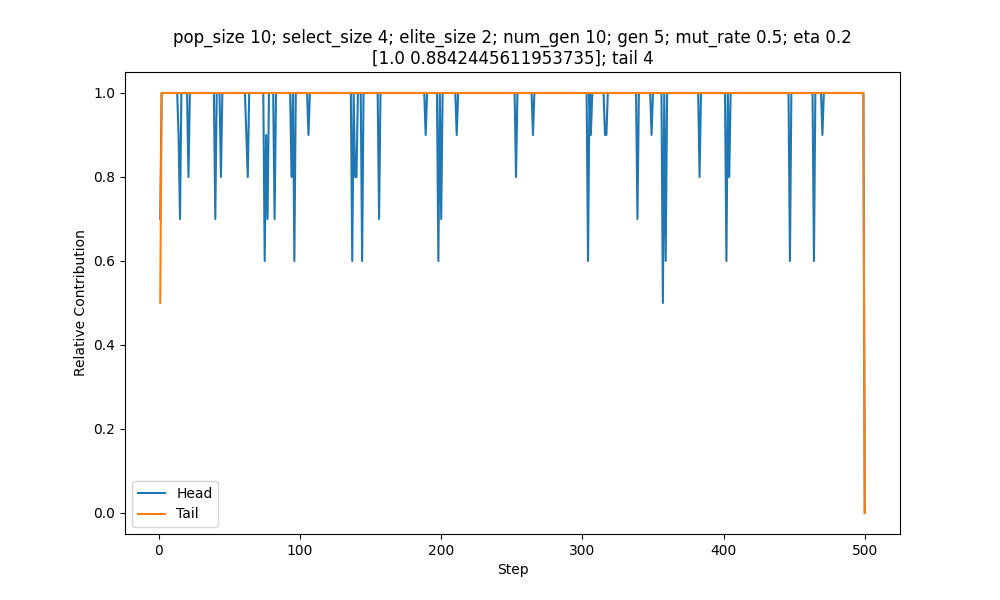 pop_size 10; select_size 4; elite_size 2; num_gen 10; gen 5; mut_rate 0.5; eta 0.2
[1.0 0.8842445611953735]; tail 4
Relative Contribution
1.0
0.8
0.6
0.4
0.2
0.0
Head
Tail
0
100
200
300
400
500
Step